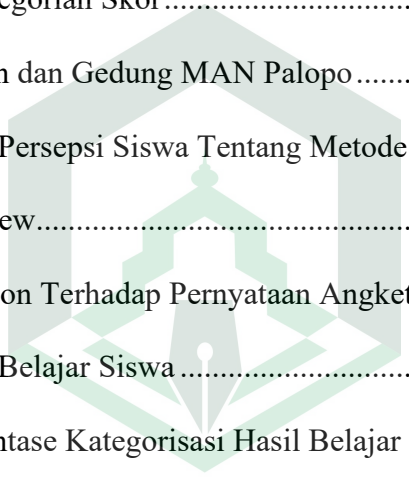 egorian Skor..............................
n dan Gedung MAN Palopo.......
Persepsi Siswa Tentang Metode
ew..............................................
on Terhadap Pernyataan Angket
Belajar Siswa............................
ntase Kategorisasi Hasil Belajar